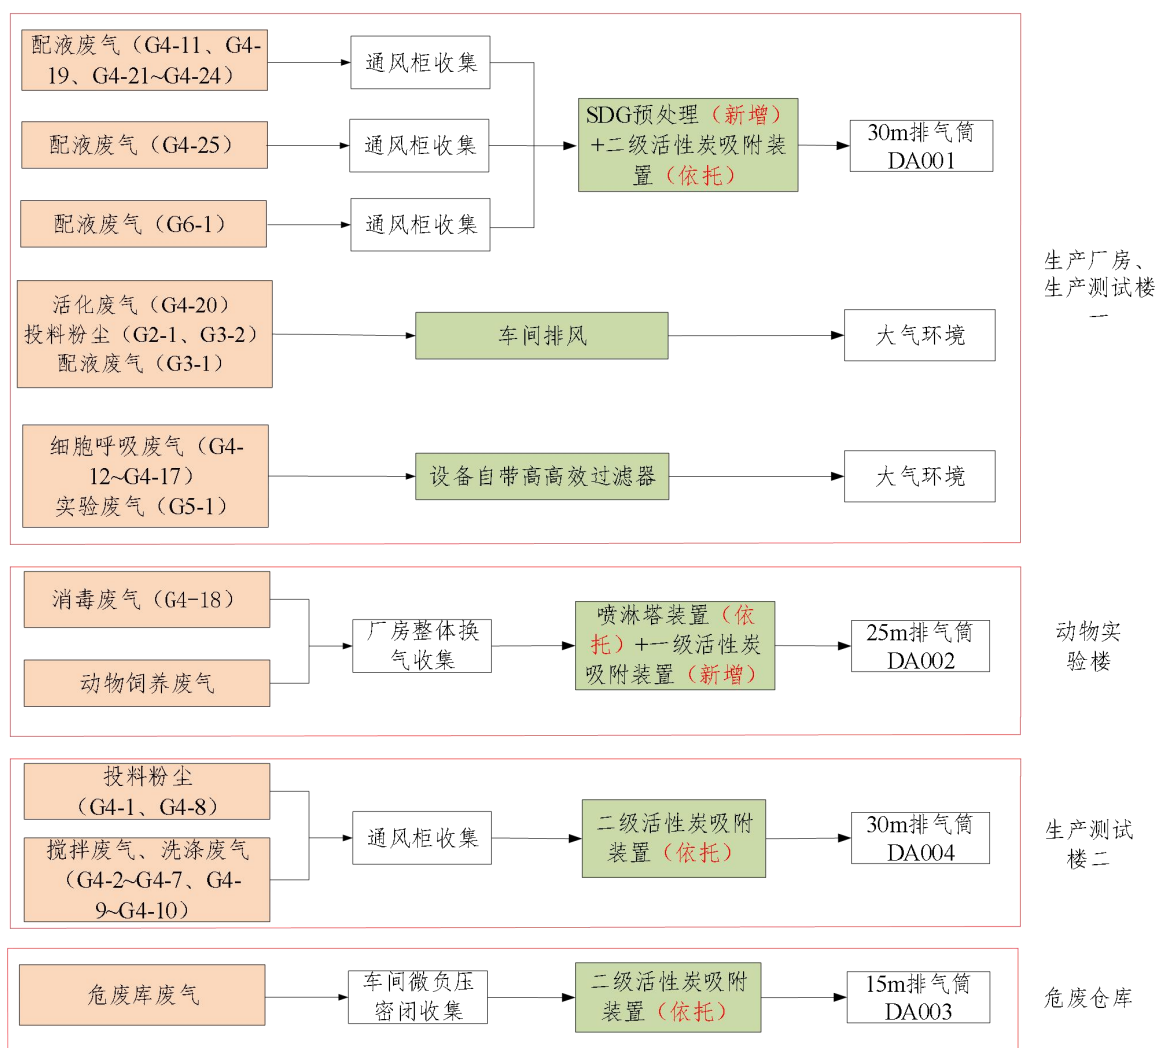 配液废气（G4-11、G4-
19、G4-21~G4-24）
通风柜收集
配液废气（G4-25）
通风柜收集
配液废气（G6-1）
通风柜收集
SDG预处理（新增）
+二级活性炭吸附装
置（依托）
30m排气筒
DA001
活化废气（G4-20）
投料粉尘（G2-1、G3-2）
配液废气（G3-1）
车间排风
大气环境
细胞呼吸废气（G4-
12~G4-17）
实验废气（G5-1）
设备自带高高效过滤器
大气环境
生产厂房、
生产测试楼
一
消毒废气（G4-18）
动物饲养废气
厂房整体换
气收集
喷淋塔装置（依
托）+一级活性炭
吸附装置（新增）
25m排气筒
DA002
动物实
验楼
投料粉尘
（G4-1、G4-8）
搅拌废气、洗涤废气
（G4-2~G4-7、G4-
9~G4-10）
通风柜收集
二级活性炭吸附
装置（依托）
30m排气筒
DA004
生产测试
楼二
危废库废气
车间微负压
密闭收集
二级活性炭吸附
装置（依托）
15m排气筒
DA003
危废仓库